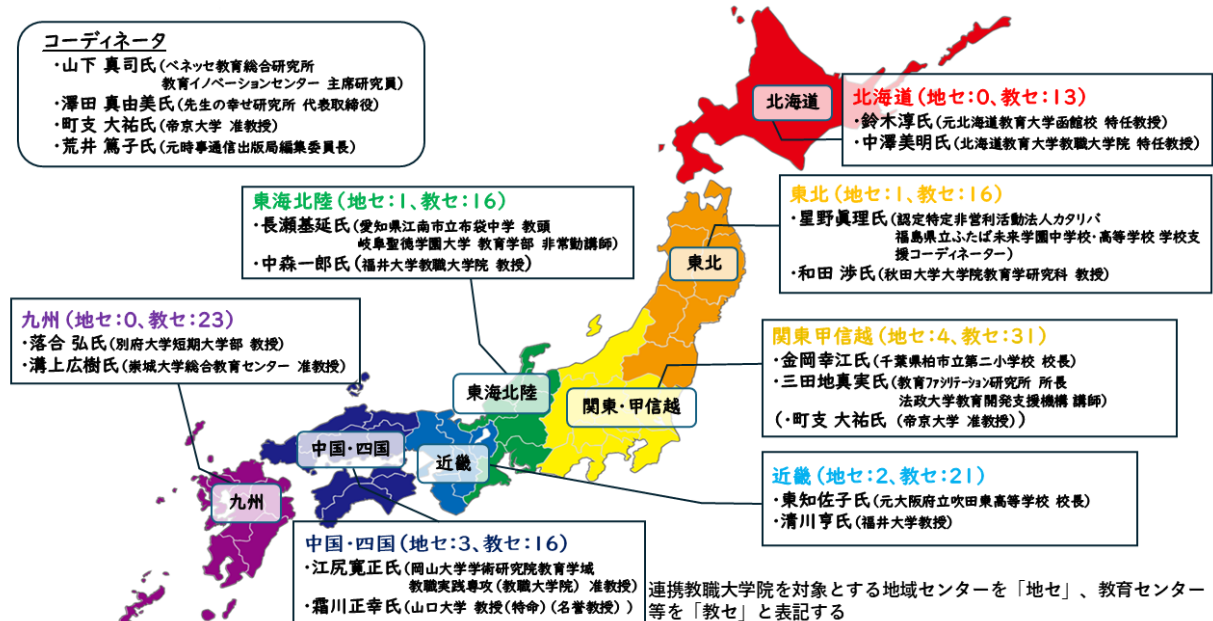 コーディネータ
・山下 真司氏(ベネッセ教育総合研究所
教育イノベーションセンター 主席研究員)
・澤田 真由美氏(先生の幸せ研究所 代表取締役)
・町支 大祐氏(帝京大学 准教授)
・荒井 篤子氏(元時事通信出版局編集委員長)
北海道
北海道(地セ:0、教セ:13)
・鈴木淳氏(元北海道教育大学函館校 特任教授)
・中澤美明氏(北海道教育大学教職大学院 特任教授)
東海北陸(地セ:1、教セ:16)
・長瀬基延氏(愛知県江南市立布袋中学 教頭
岐阜聖徳学園大学 教育学部 非常勤講師)
・中森一郎氏(福井大学教職大学院 教授)
東北(地セ:1、教セ:16)
・星野眞理氏(認定特定非営利活動法人カタリバ
福島県立ふたば未来学園中学校・高等学校 学校支
援コーディネーター)
・和田 渉氏(秋田大学大学院教育学研究科 教授)
東北
九州(地セ:0、教セ:23)
・落合 弘氏(別府大学短期大学部 教授)
・溝上広樹氏(崇城大学総合教育センター 准教授)
関東甲信越(地セ:4、教セ:31)
・金岡幸江氏(千葉県柏市立第二小学校 校長)
・三田地真実氏(教育ファシリテーション研究所 所長
法政大学教育開発支援機構 講師)
(・町支 大祐氏(帝京大学 准教授))
東海北陸
関東・甲信越
中国・四国
近畿
九州
近畿(地セ:2、教セ:21)
・東知佐子氏(元大阪府立吹田東高等学校 校長)
・清川亨氏(福井大学教授)
中国・四国(地セ:3、教セ:16)
・江尻寛正氏(岡山大学学術研究院教育学域
教職実践専攻(教職大学院) 准教授)
・霜川正幸氏(山口大学 教授(特命)(名誉教授))
連携教職大学院を対象とする地域センターを「地セ」、教育センター
等を「教セ」と表記する